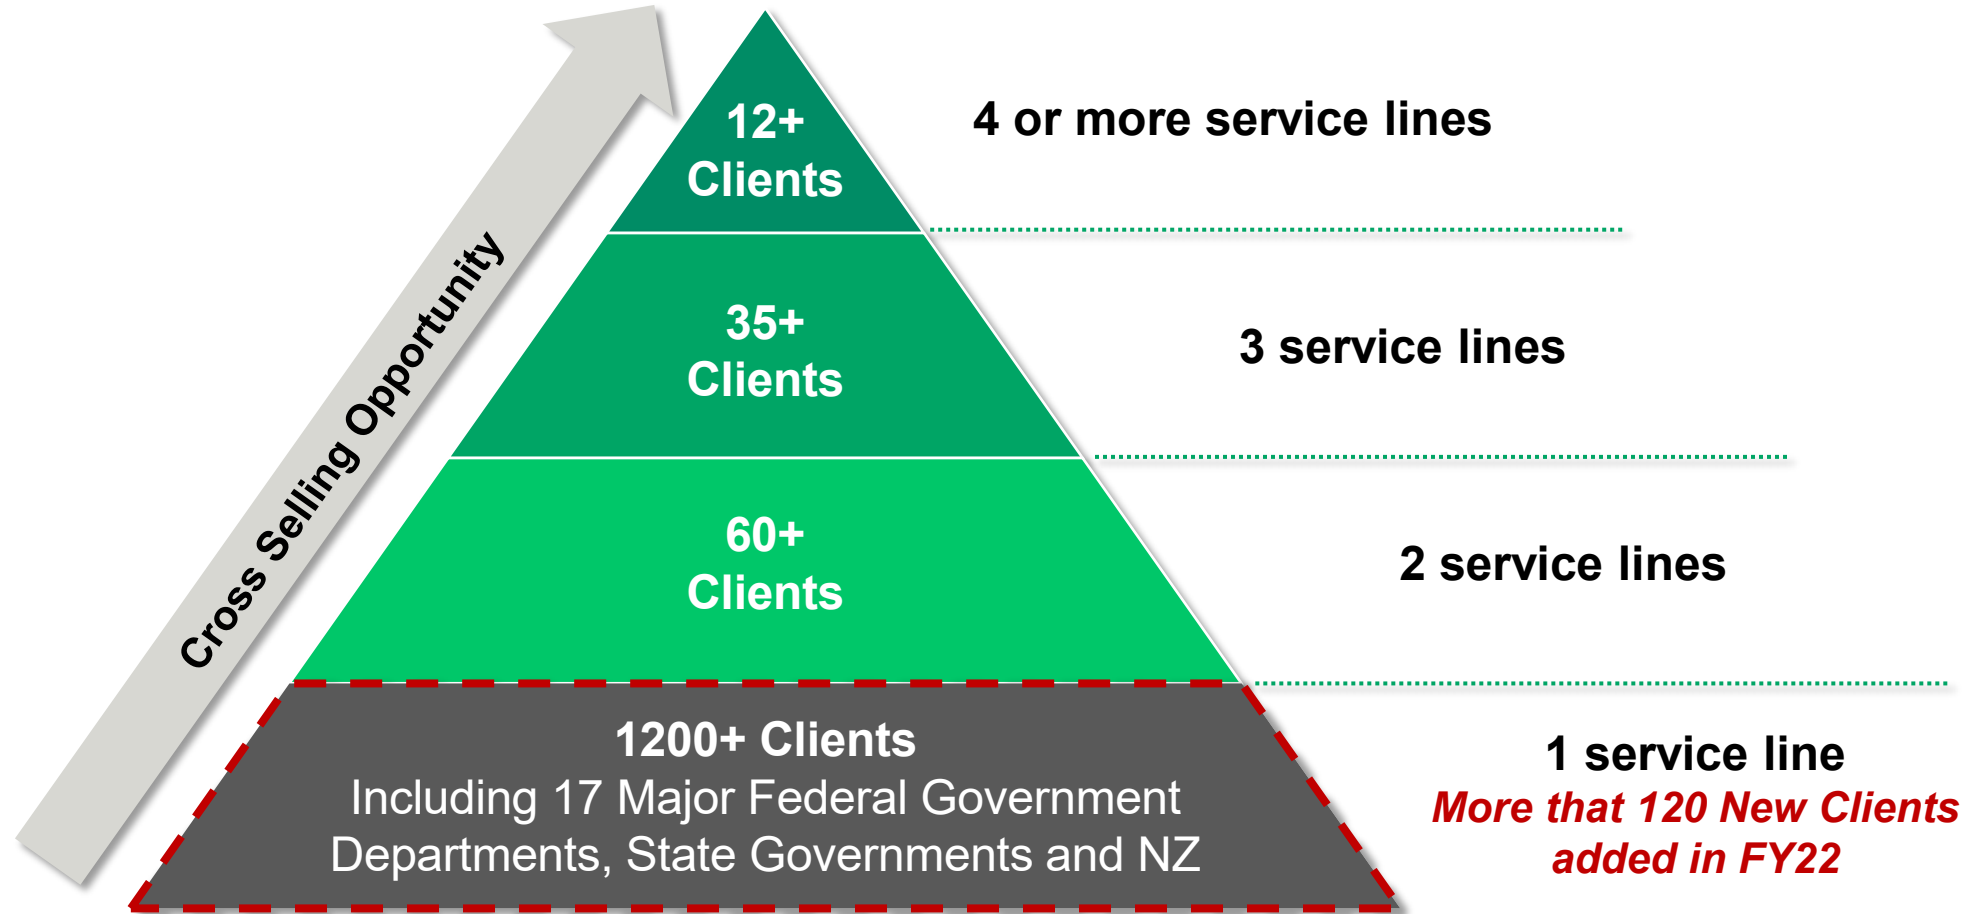 12+
Clients
4 or more service lines
35+
Clients
3 service lines
Cross Selling Opportunity
60+
Clients
2 service lines
1200+ Clients
Including 17 Major Federal Government
Departments, State Governments and NZ
1 service line
More that 120 New Clients
added in FY22